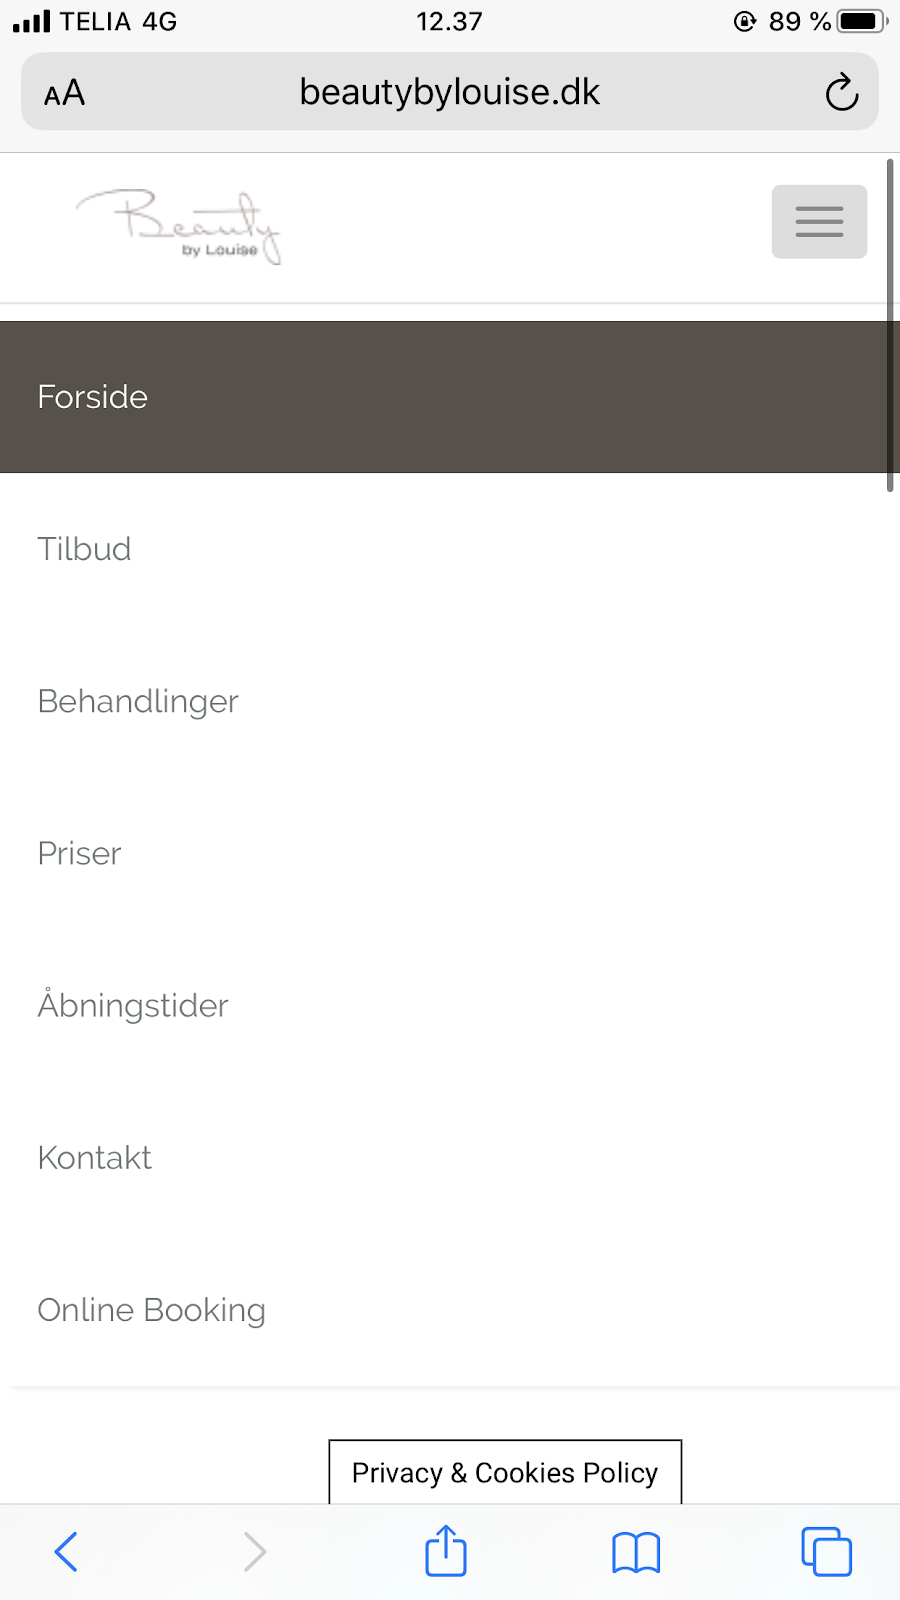 TELIA 4G 12.37 89 %
AA beautybylouise.dk
Beauty
by Louise
Forside
Tilbud
Behandlinger
Priser
Åbningstider
Kontakt
Online Booking
Privacy & Cookies Policy